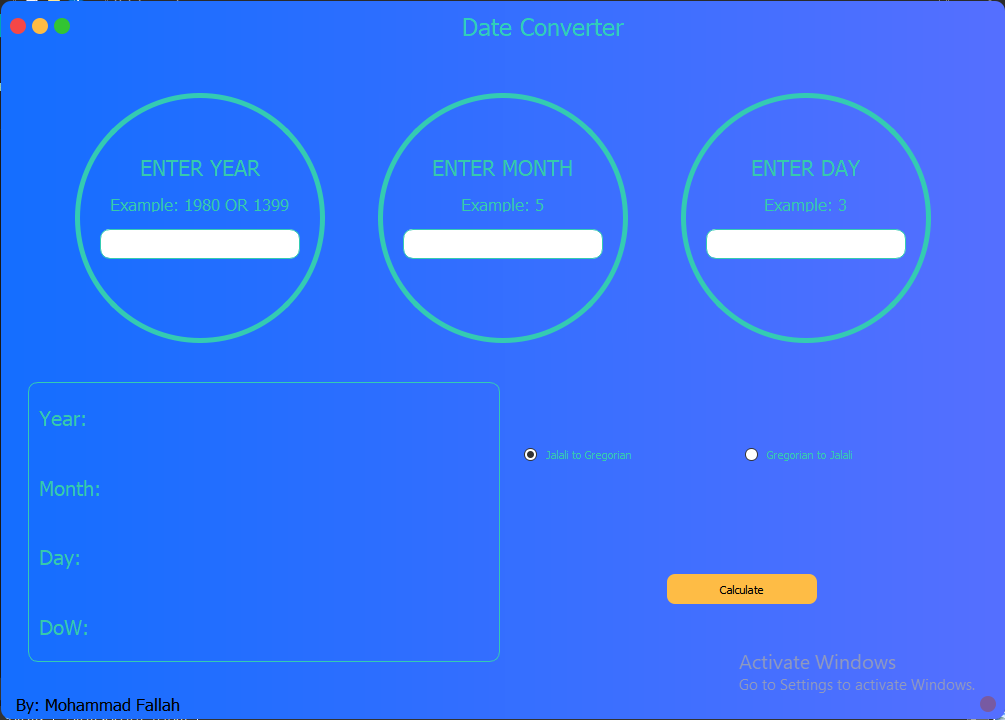 Date Converter
ENTER YEAR
Example: 1980 OR 1399
ENTER MONTH
Example: 5
ENTER DAY
Example: 3
Year:
Month:
Day:
DoW:
Jalali to Gregorian
Gregorian to Jalali
Calculate
Activate Windows
Go to Settings to activate Windows.
By: Mohammad Fallah